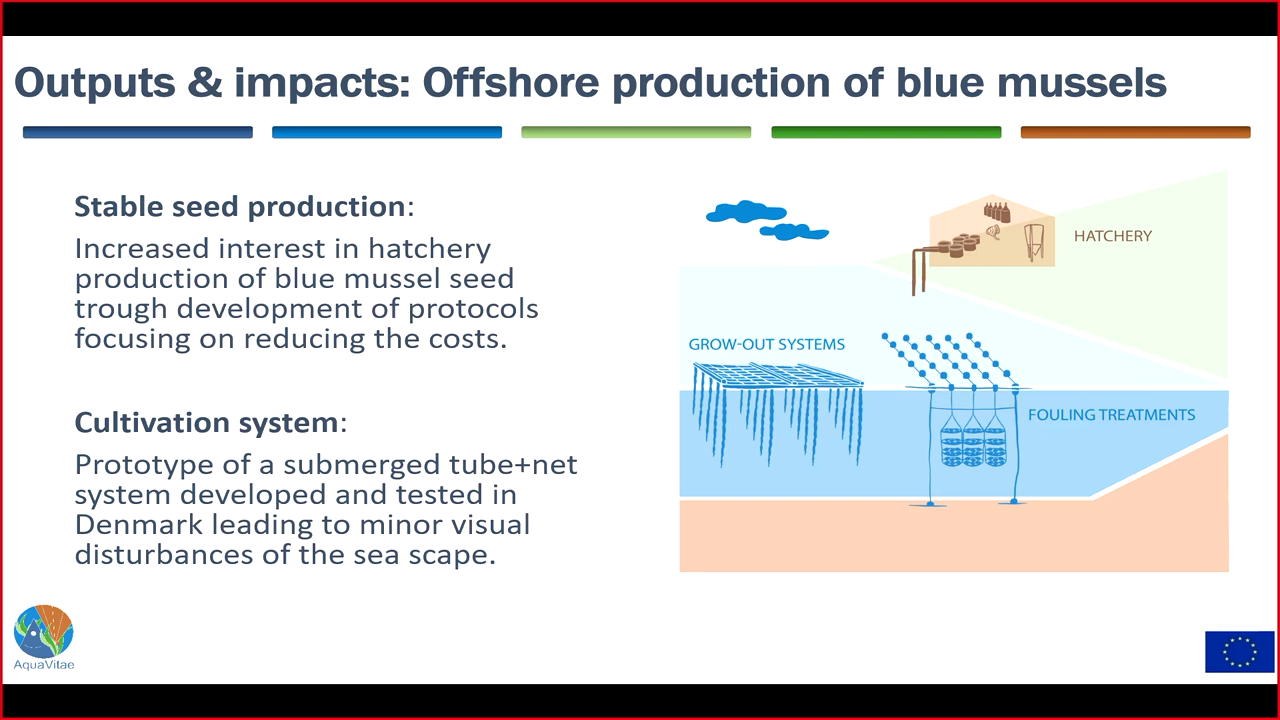 Outputs & impacts: Offshore production of blue mussels
Stable seed production:
Increased interest in hatchery
production of blue mussel seed
trough development of protocols
focusing on reducing the costs.
Cultivation system:
Prototype of a submerged tube+net
system developed and tested in
Denmark leading to minor visual
disturbances of the sea scape.
HATCHERY
GROW-OUT SYSTEMS
FOULING TREATMENTS
AquaVitae